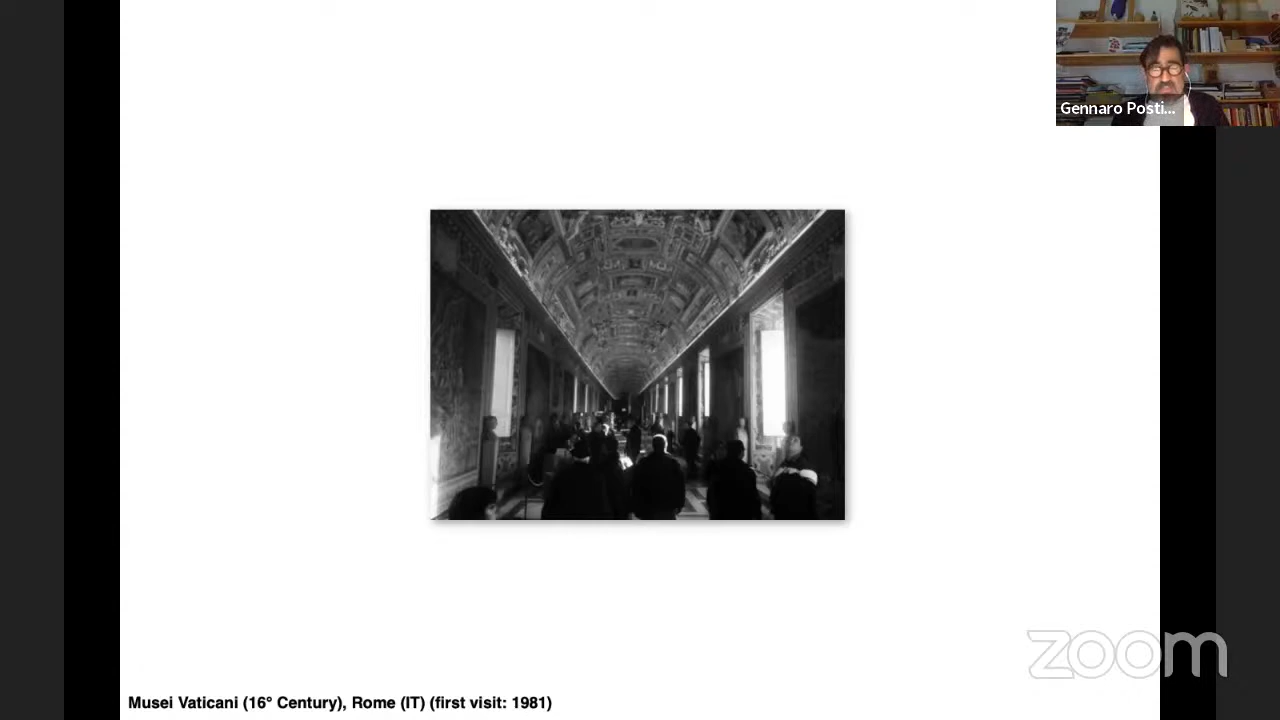 Gennaro Posti...
zoom
Musei Vaticani (16° Century), Rome (IT) (first visit: 1981)